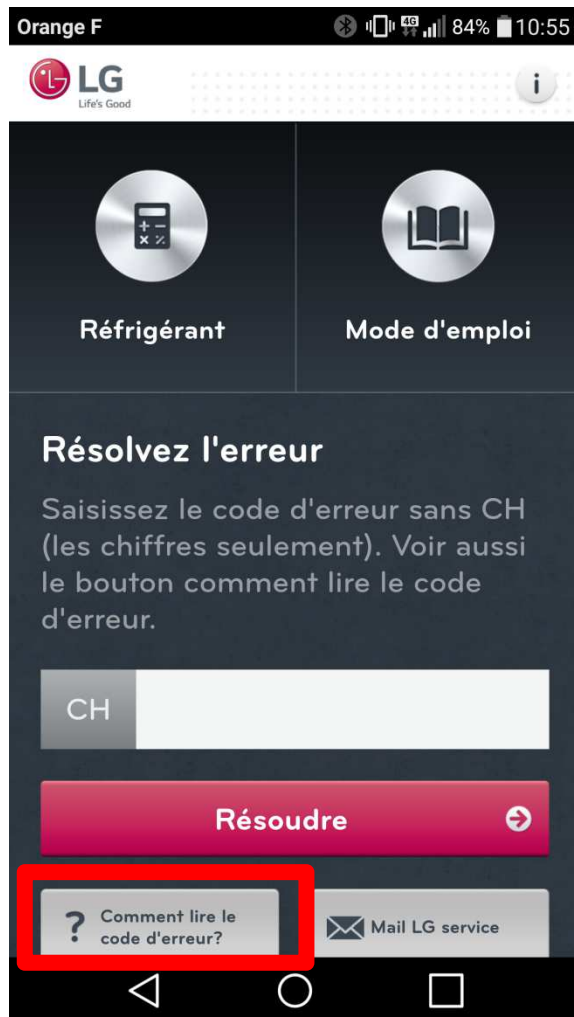 Orange F 4G 84% 10:55
LG
Life's Good
i
Réfrigérant
Mode d'emploi
Résolvez l'erreur
Saisissez le code d'erreur sans CH
(les chiffres seulement). Voir aussi
le bouton comment lire le code
d'erreur.
CH
Résoudre
? Comment lire le
code d'erreur?
Mail LG service